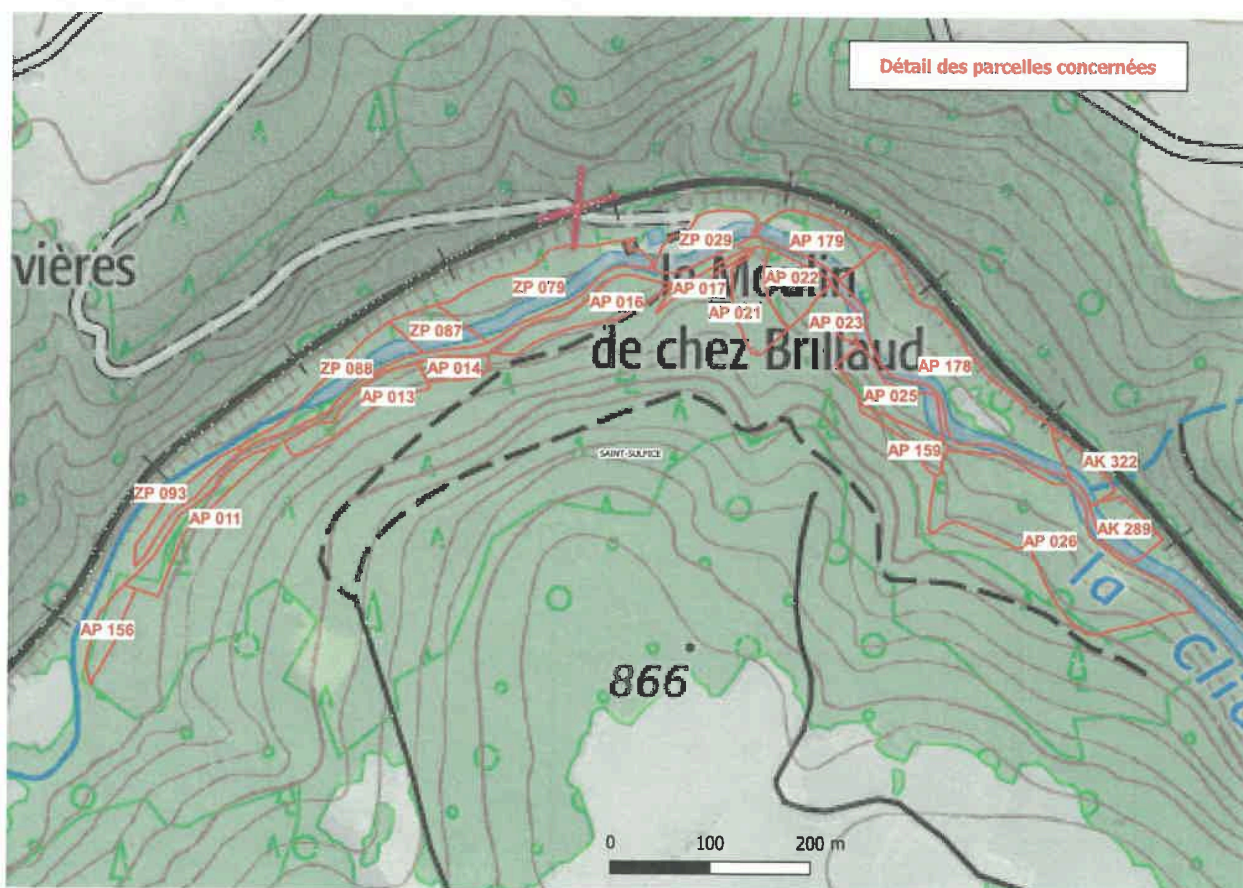 Détail des parcelles concernées
ZP 029
AP 179
vières
le Moulin
AP 022
ZP 079
AP 017
AP 016
AP 021
AP 023
ZP 087
de chez Brillaud
ZP 088
AP 014
AP 178
AP 013
AP 025
AP 159
SAINT-SULPICE
AK 322
ZP 093
AP 011
AK 289
AP 026
la
AP 156
866
0 100 200 m